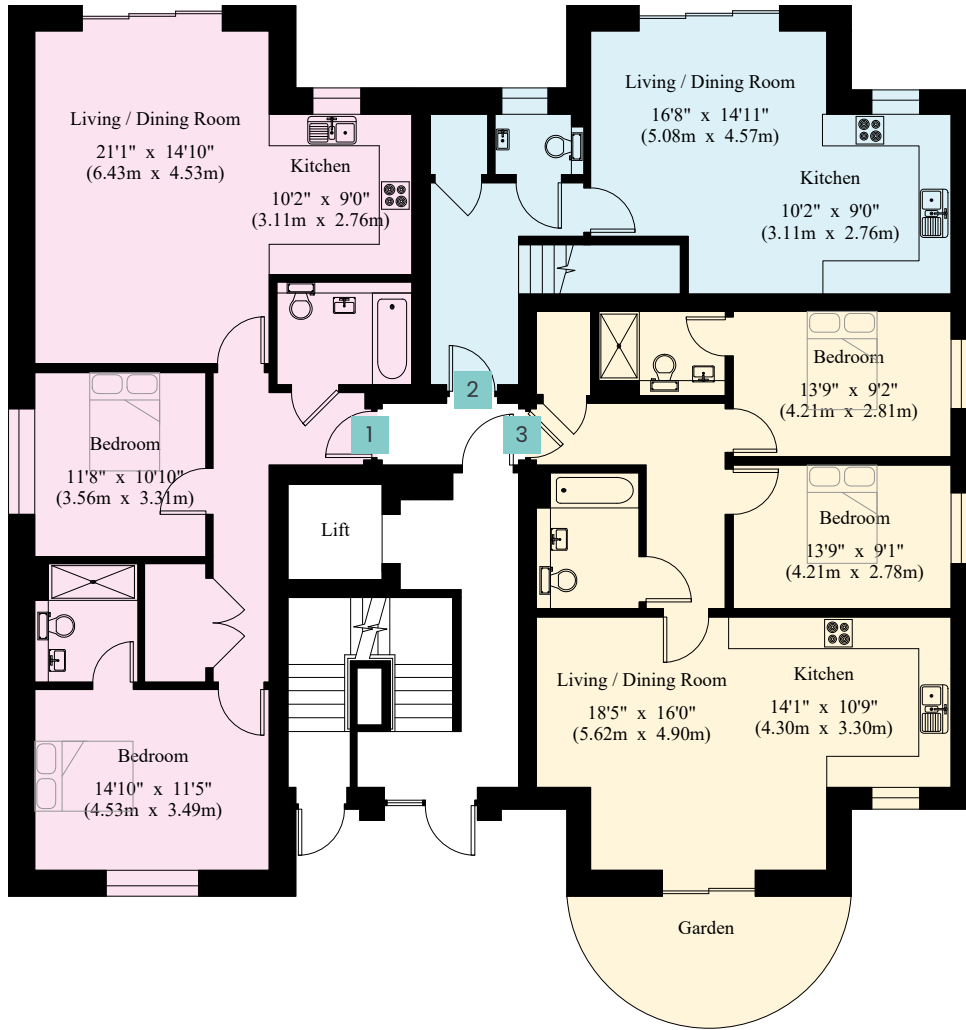 Living / Dining Room
21'1" x 14'10"
(6.43m x 4.53m)
Kitchen
10'2" x 9'0"
(3.11m x 2.76m)
Living / Dining Room
16'8" x 14'11"
(5.08m x 4.57m)
Kitchen
10'2" x 9'0"
(3.11m x 2.76m)
Bedroom
11'8" x 10'10"
(3.56m x 3.31m)
1
2
3
Bedroom
13'9" x 9'2"
(4.21m x 2.81m)
Lift
Bedroom
13'9" x 9'1"
(4.21m x 2.78m)
Bedroom
14'10" x 11'5"
(4.53m x 3.49m)
Living / Dining Room
18'5" x 16'0"
(5.62m x 4.90m)
Kitchen
14'1" x 10'9"
(4.30m x 3.30m)
Garden